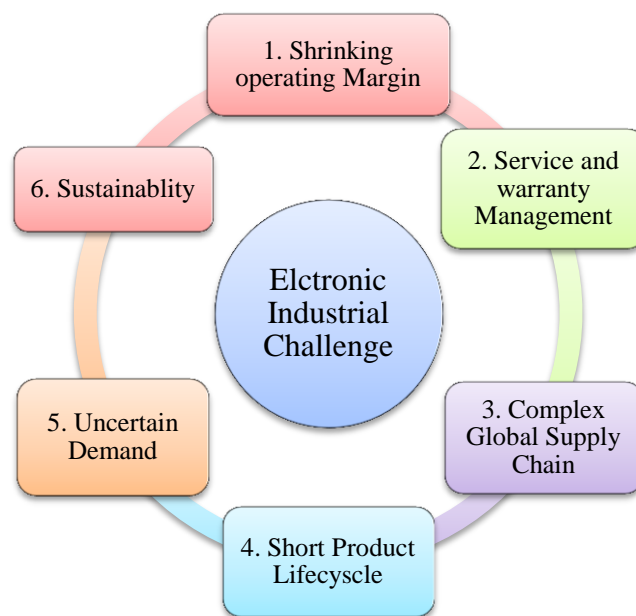 1. Shrinking
operating Margin
2. Service and
warranty
Management
3. Complex
Global Supply
Chain
4. Short Product
Lifecyscle
5. Uncertain
Demand
6. Sustainablity
Elctronic
Industrial
Challenge